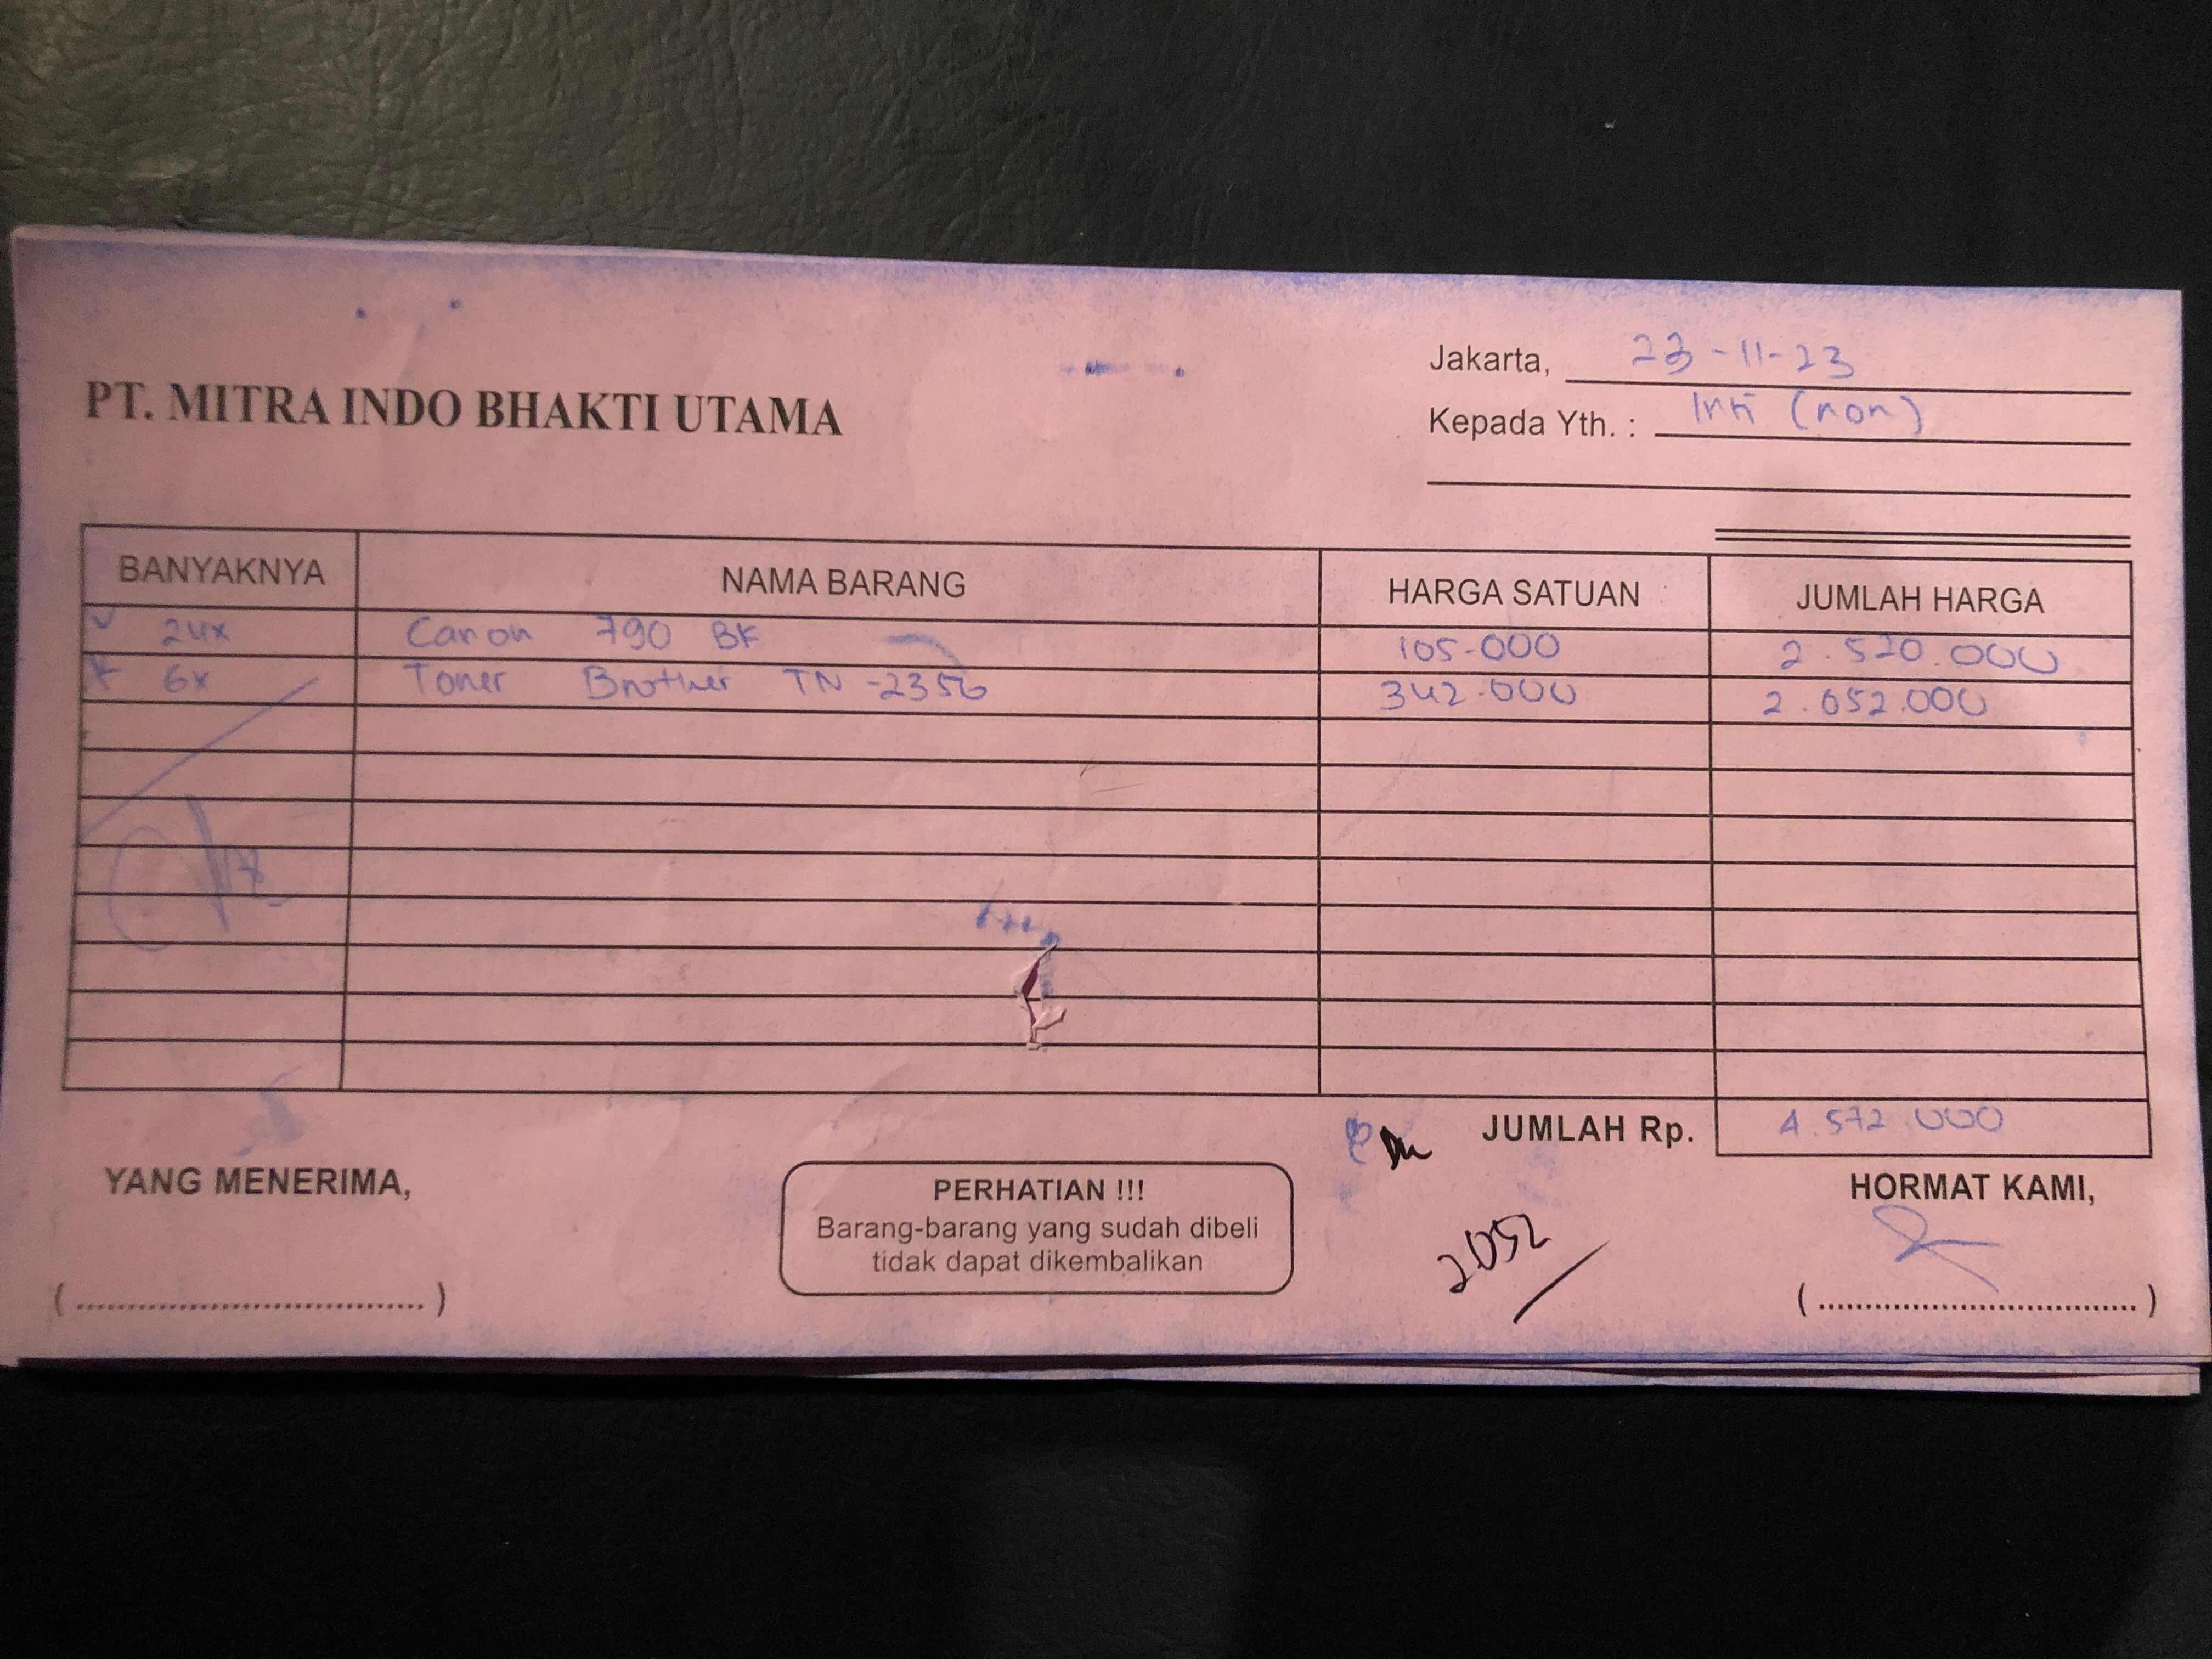 Jakarta, 23-11-23
PT. MITRA INDO BHAKTI UTAMA
Kepada Yth. : (non)
BANYAKNYA NAMA BARANG HARGA SATUAN JUMLAH HARGA
24x Canon 790 BK 105.000 2.520.000
6x Toner Brother TN-2356 342.000 2.052.000
JUMLAH Rp. 4.572.000
YANG MENERIMA,
PERHATIAN !!!
Barang-barang yang sudah dibeli
tidak dapat dikembalikan
2052
HORMAT KAMI,
(....................................)
(....................................)